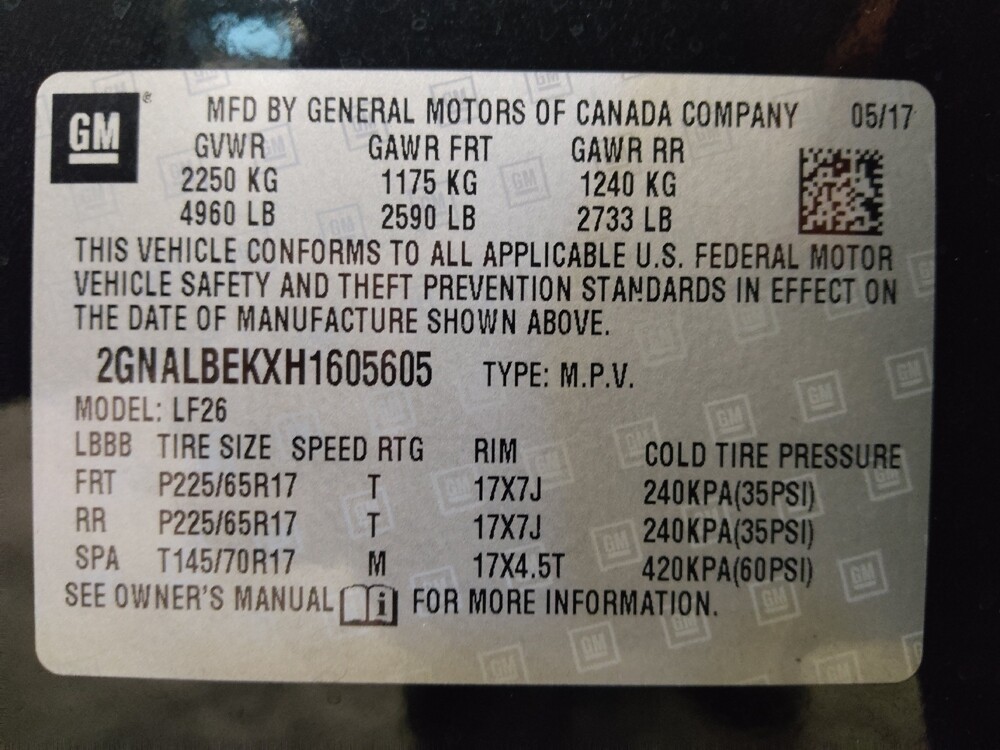 GM ® MFD BY GENERAL MOTORS OF CANADA COMPANY 05/17
GVWR GAWR FRT GAWR RR
2250 KG 1175 KG 1240 KG
4960 LB 2590 LB 2733 LB
THIS VEHICLE CONFORMS TO ALL APPLICABLE U.S. FEDERAL MOTOR
VEHICLE SAFETY AND THEFT PREVENTION STANDARDS IN EFFECT ON
THE DATE OF MANUFACTURE SHOWN ABOVE.
2GNALBEKXH1605605 TYPE: M.P.V.
MODEL: LF26
LBBB TIRE SIZE SPEED RTG RIM COLD TIRE PRESSURE
FRT P225/65R17 T 17X7J 240KPA(35PSI)
RR P225/65R17 T 17X7J 240KPA(35PSI)
SPA T145/70R17 M 17X4.5T 420KPA(60PSI)
SEE OWNER'S MANUAL i FOR MORE INFORMATION.